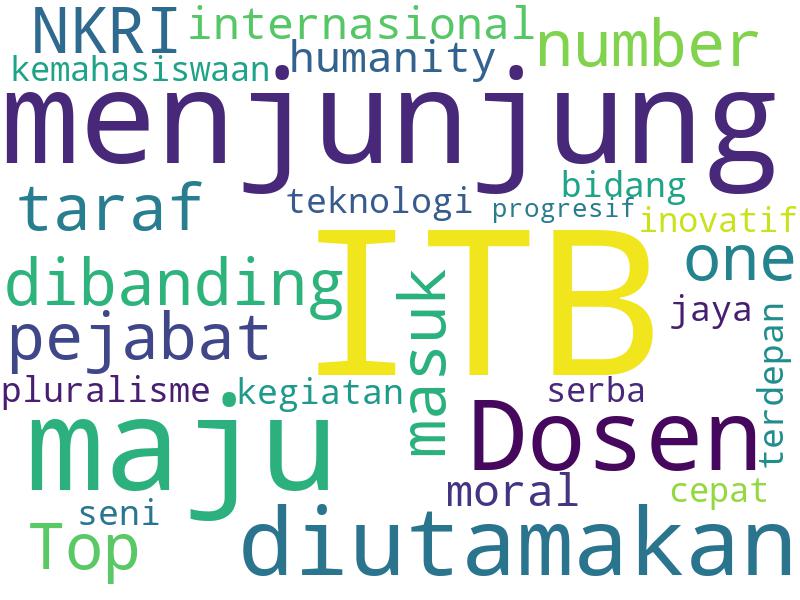 NKRI internasional number
kemahasiswaan humanity
menjunjung
taraf teknologi bidang
progresif inovatif
ITB
dibanding masuk one
pejabat jaya
terdepan
pluralisme kegiatan serba
maju Dosen
moral cepat
seni
Top diutamakan